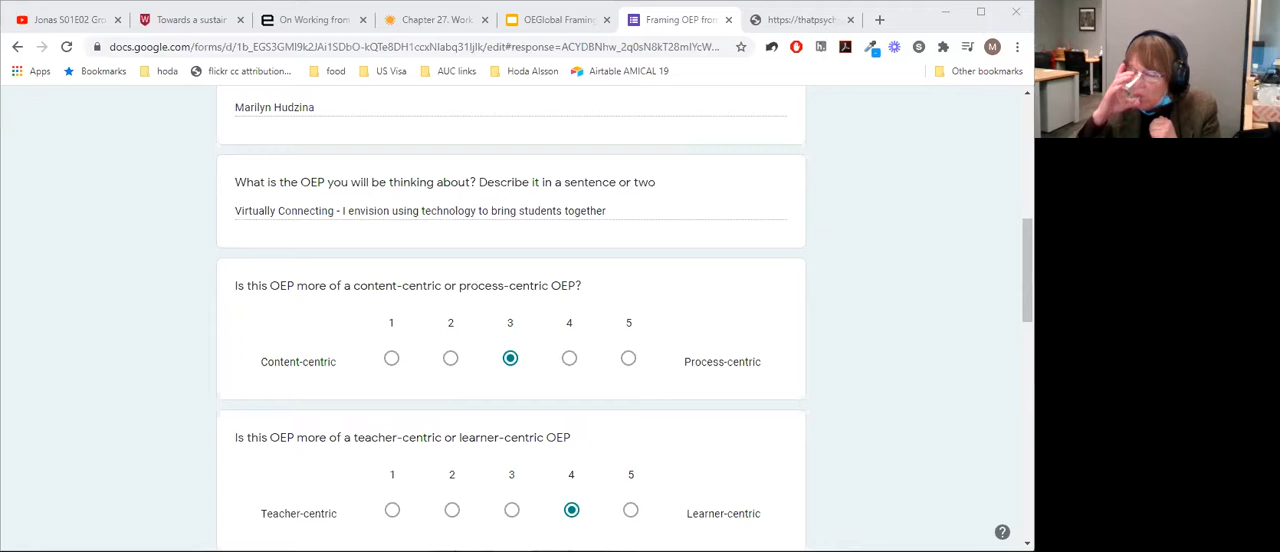 Jonas S01E02 Gro
Towards a sustair
On Working from
Chapter 27. Work
OEGlobal Framing
Framing OEP fro
https://thatpsych
docs.google.com/forms/d/1b_EGS3GMI9k2JAi1SDbO-kQTe8DH1ccxNIabq31IjIk/edit#response=ACYDBNhw_2q0sN8kT28mIYcW...
M
Apps
Bookmarks
hoda
flickr cc attribution...
food
US Visa
AUC links
Hoda Alsson
Airtable AMICAL 19
Other bookmarks
Marilyn Hudzina
What is the OEP you will be thinking about? Describe it in a sentence or two
Virtually Connecting - I envision using technology to bring students together
Is this OEP more of a content-centric or process-centric OEP?
1 2 3 4 5
Content-centric Process-centric
Is this OEP more of a teacher-centric or learner-centric OEP
1 2 3 4 5
Teacher-centric Learner-centric